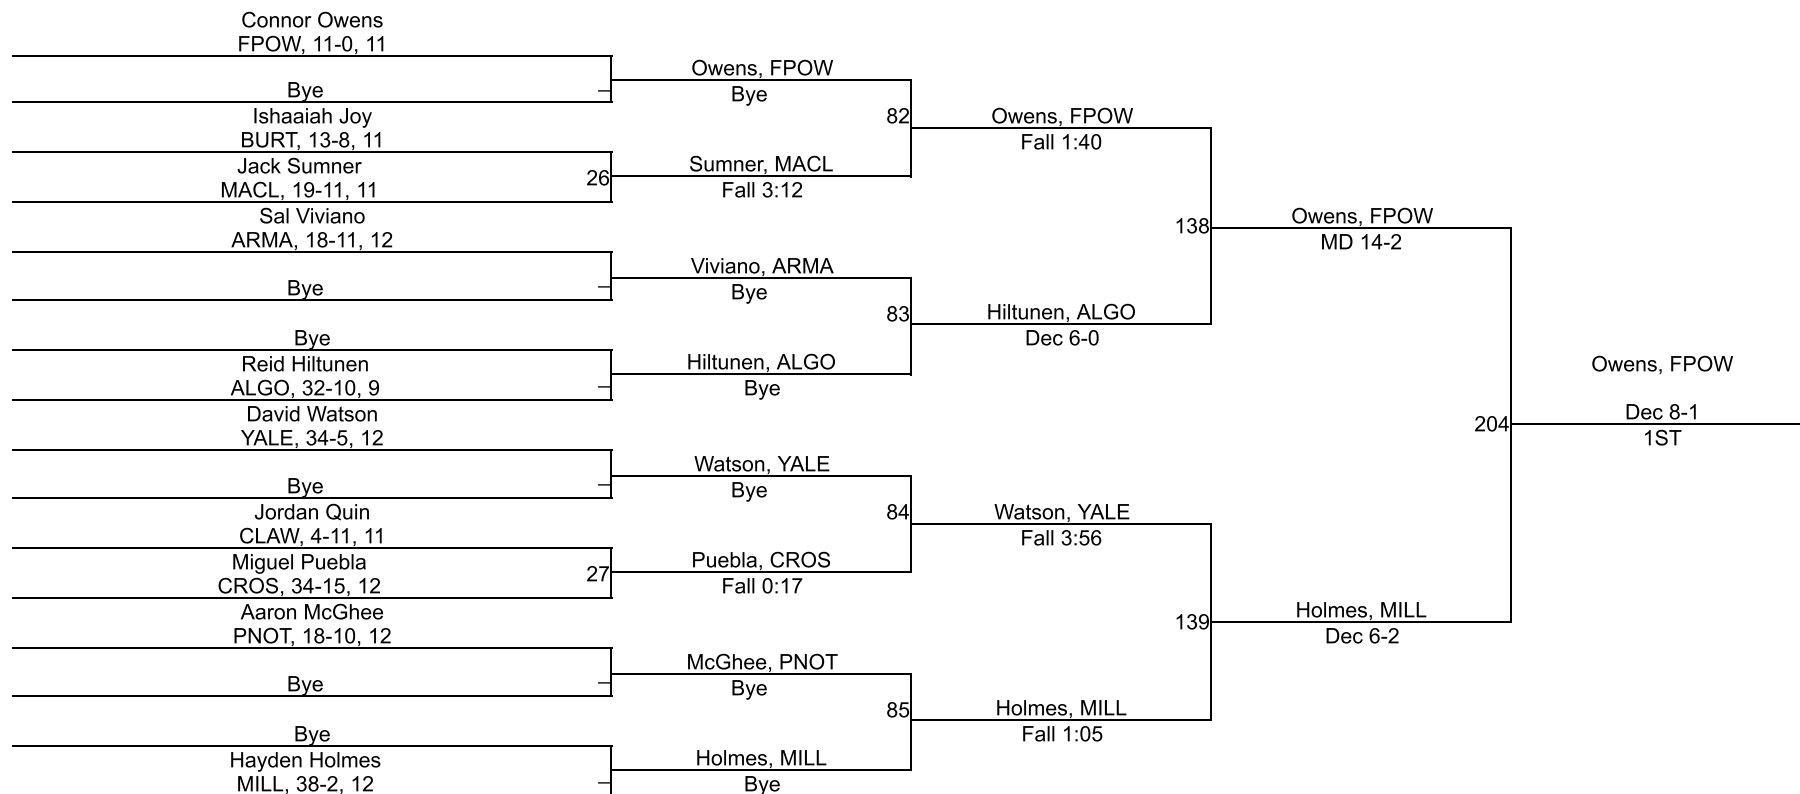 Connor Owens
FPOW, 11-0, 11
Bye
Ishaaiah Joy
BURT, 13-8, 11
Jack Sumner
MACL, 19-11, 11
26
Sal Viviano
ARMA, 18-11, 12
Bye
Bye
Reid Hiltunen
ALGO, 32-10, 9
David Watson
YALE, 34-5, 12
Bye
Jordan Quin
CLAW, 4-11, 11
Miguel Puebla
CROS, 34-15, 12
27
Aaron McGhee
PNOT, 18-10, 12
Bye
Bye
Hayden Holmes
MILL, 38-2, 12
Owens, FPOW
Bye
82
Sumner, MACL
Fall 3:12
Viviano, ARMA
Bye
83
Hiltunen, ALGO
Bye
Watson, YALE
Bye
84
Puebla, CROS
Fall 0:17
McGhee, PNOT
Bye
85
Holmes, MILL
Bye
Owens, FPOW
Fall 1:40
138
Hiltunen, ALGO
Dec 6-0
Watson, YALE
Fall 3:56
139
Holmes, MILL
Fall 1:05
Owens, FPOW
MD 14-2
204
Holmes, MILL
Dec 6-2
Owens, FPOW
Dec 8-1
1ST